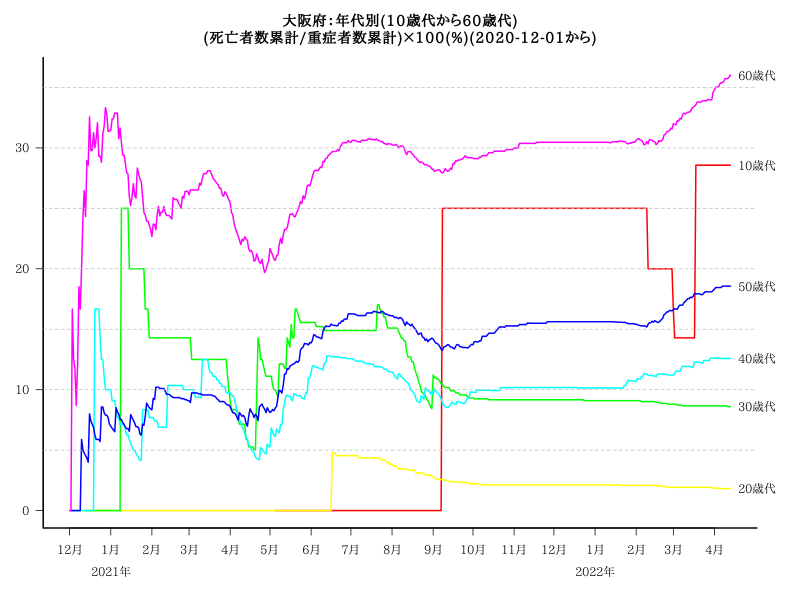 大阪府：年代別(10歳代から60歳代)
(死亡者数累計/重症者数累計)×100(%)(2020-12-01から)
60歳代
30
10歳代
20
50歳代
40歳代
10
30歳代
20歳代
0
12月 1月 2月 3月 4月 5月 6月 7月 8月 9月 10月 11月 12月 1月 2月 3月 4月
2021年 2022年